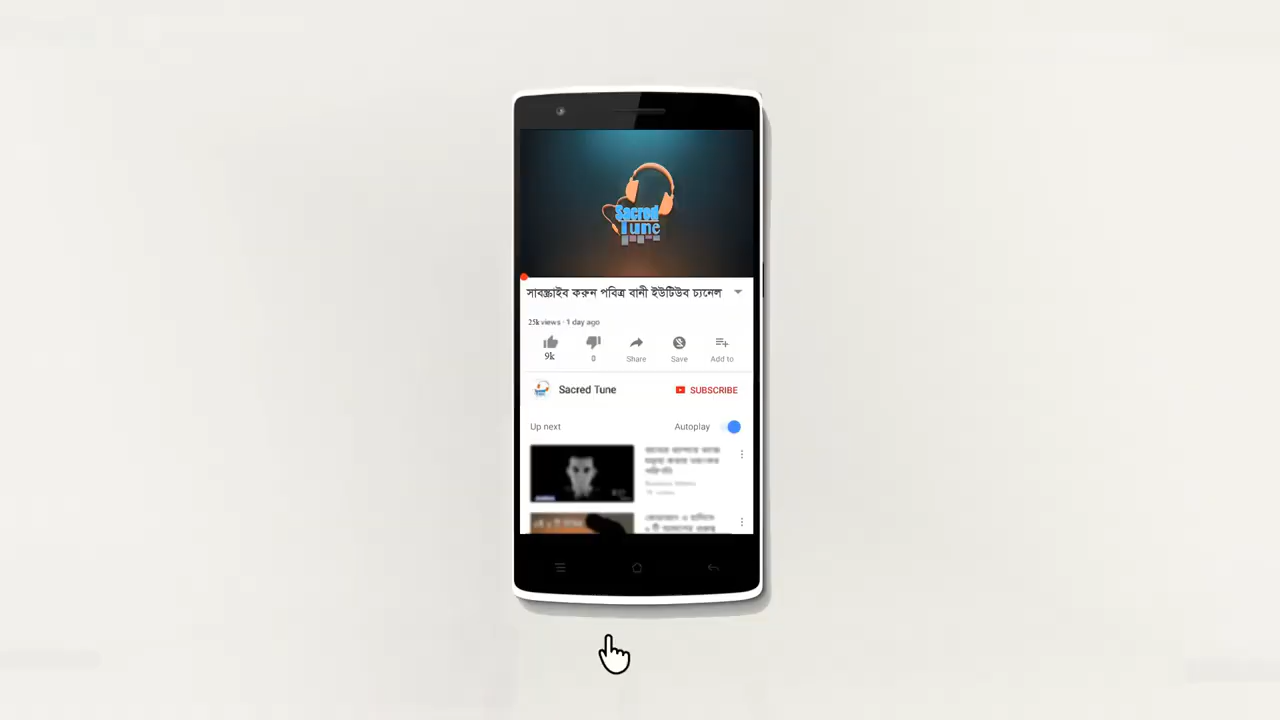 Sacred
Tune
সাবস্ক্রাইব করুন পবিত্র বানী ইউটিউব চ্যনেল
25k views · 1 day ago
9k
0
Share
Save
Add to
Sacred Tune
SUBSCRIBE
Up next
Autoplay